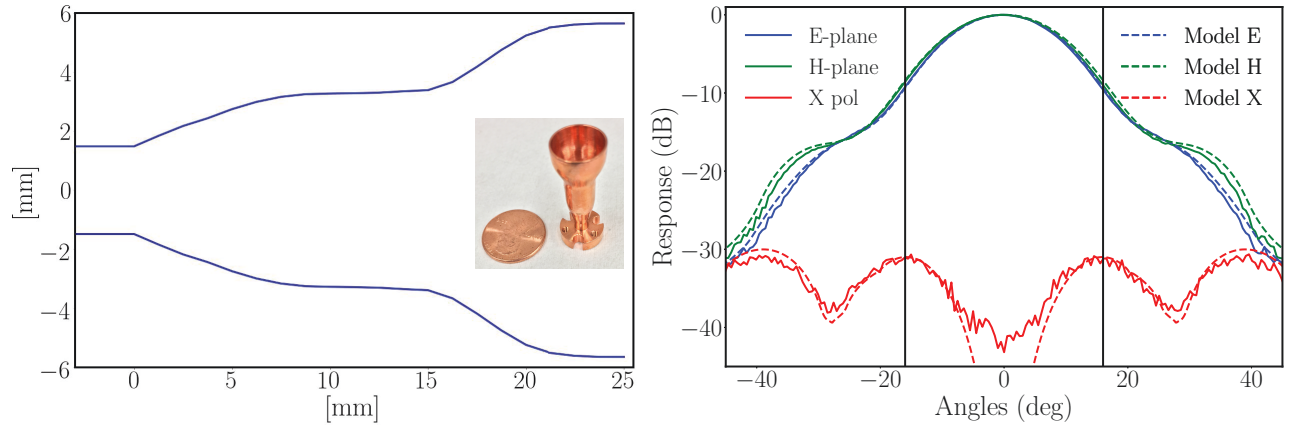 6
4
2
0
−2
−4
−6
[mm]
0
5
10
15
20
25
[mm]
0
−10
−20
−30
−40
Response (dB)
E-plane
H-plane
X pol
Model E
Model H
Model X
−40
−20
0
20
40
Angles (deg)